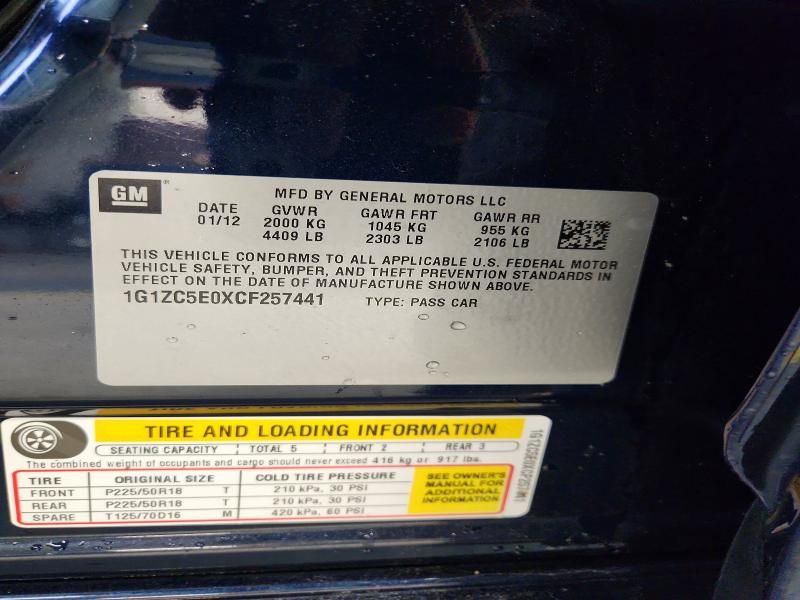 GM
MFD BY GENERAL MOTORS LLC
DATE GVWR GAWR FRT GAWR RR
01/12 2000 KG 1045 KG 955 KG
4409 LB 2303 LB 2106 LB
THIS VEHICLE CONFORMS TO ALL APPLICABLE U.S. FEDERAL MOTOR
VEHICLE SAFETY, BUMPER, AND THEFT PREVENTION STANDARDS IN
EFFECT ON THE DATE OF MANUFACTURE SHOWN ABOVE.
1G1ZC5E0XCF257441 TYPE: PASS CAR
TIRE AND LOADING INFORMATION
SEATING CAPACITY TOTAL 5 FRONT 2 REAR 3
The combined weight of occupants and cargo should never exceed 416 kg or 917 lbs.
TIRE ORIGINAL SIZE COLD TIRE PRESSURE
FRONT P225/50R18 T 210 kPa, 30 PSI
REAR P225/50R18 T 210 kPa, 30 PSI
SPARE T125/70D16 M 420 kPa, 60 PSI
SEE OWNER'S
MANUAL FOR
ADDITIONAL
INFORMATION
1G1ZC5E0XCF257441